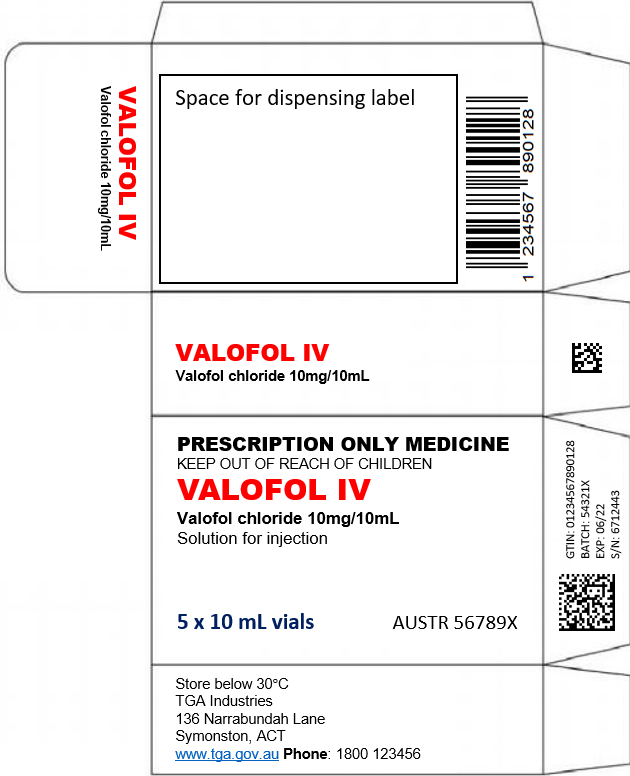 VALOFOL IV
Valofol chloride 10mg/10mL
Space for dispensing label
1 234567 890128
VALOFOL IV
Valofol chloride 10mg/10mL
PRESCRIPTION ONLY MEDICINE
KEEP OUT OF REACH OF CHILDREN
VALOFOL IV
Valofol chloride 10mg/10mL
Solution for injection
5 x 10 mL vials
AUSTR 56789X
GTIN: 01234567890128
BATCH: 54321X
EXP: 06/22
S/N: 6712443
Store below 30°C
TGA Industries
136 Narrabundah Lane
Symonston, ACT
www.tga.gov.au Phone: 1800 123456